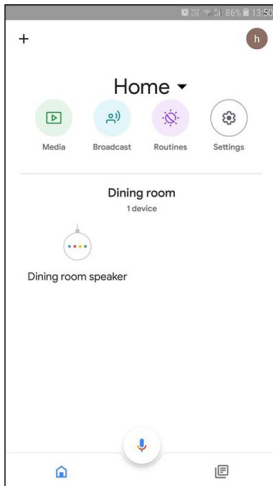 86% 13:50
h
Home
Media Broadcast Routines Settings
Dining room
1 device
Dining room speaker